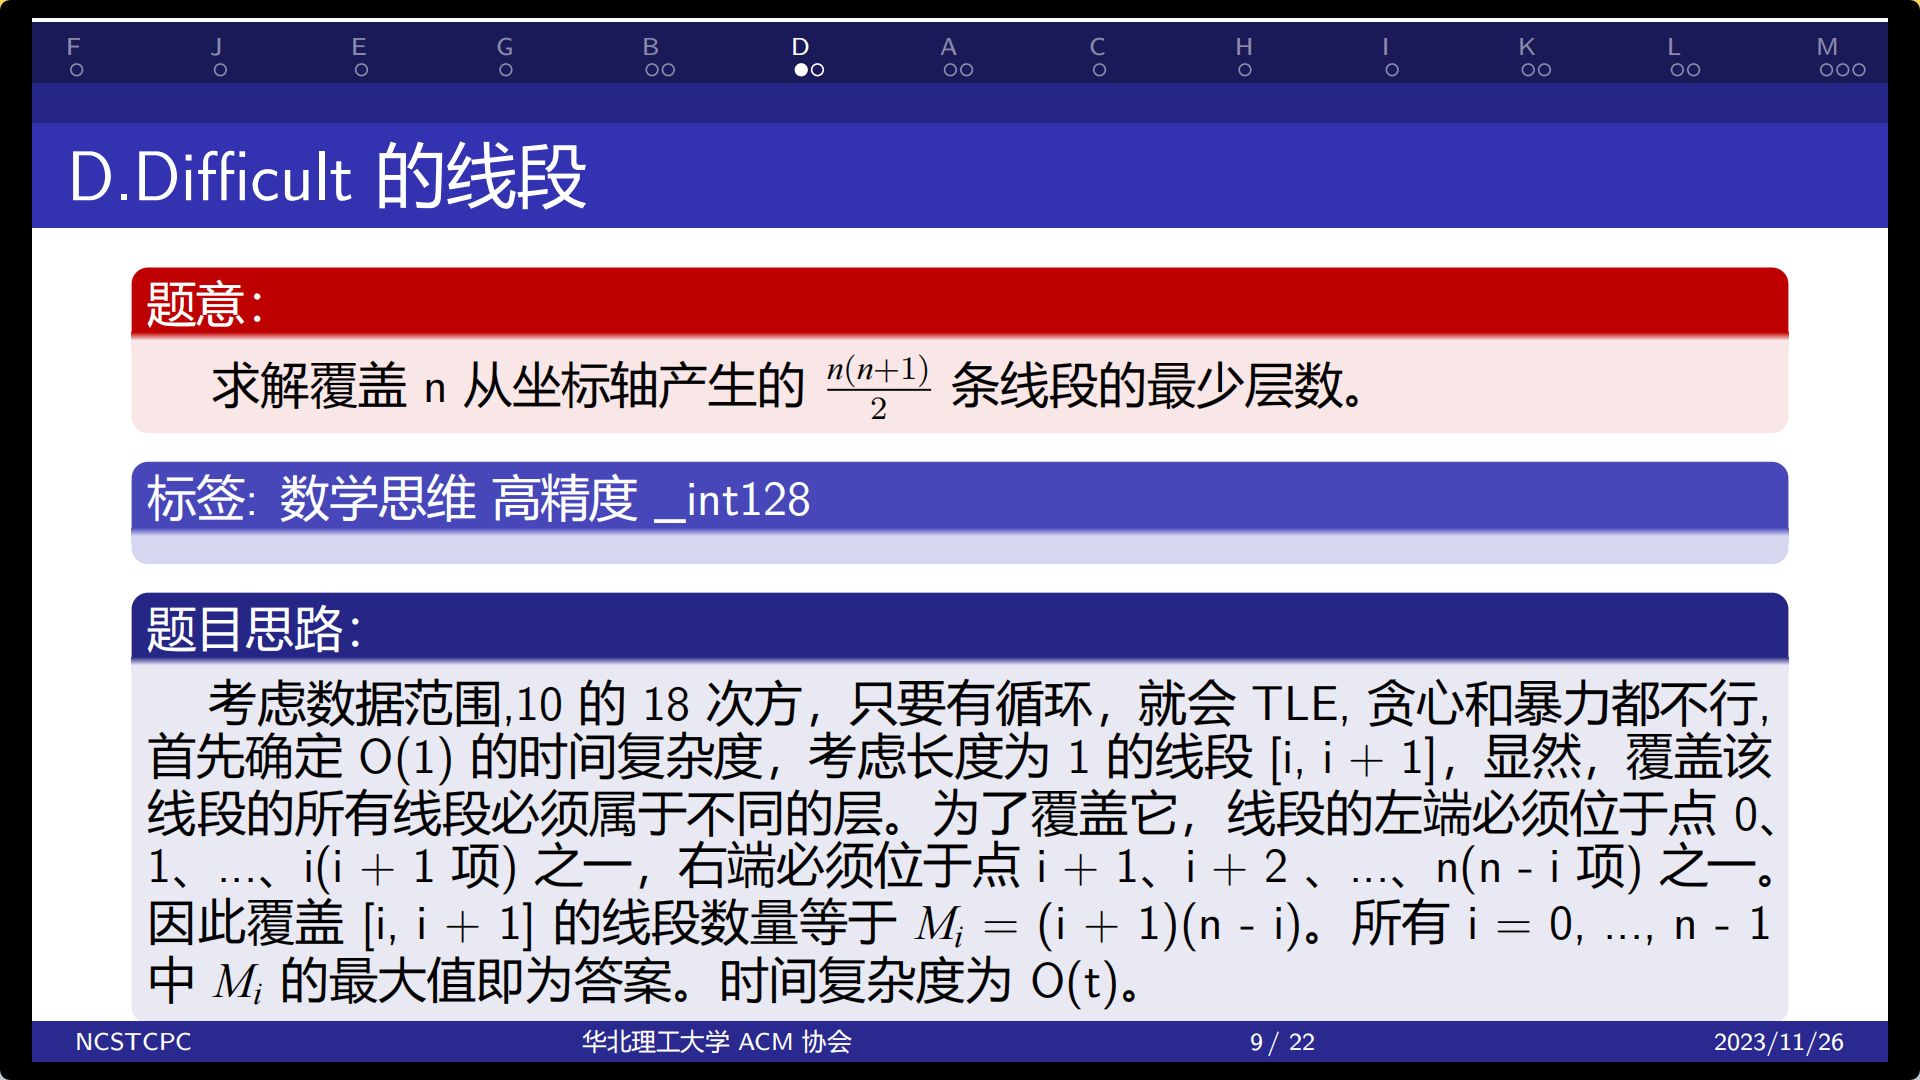 F J E G B D A C H I K L M
D.Difficult 的线段
题意：
求解覆盖 n 从坐标轴产生的 n(n+1)/2 条线段的最少层数。
标签: 数学思维 高精度 _int128
题目思路：
考虑数据范围,10 的 18 次方，只要有循环，就会 TLE, 贪心和暴力都不行,
首先确定 O(1) 的时间复杂度，考虑长度为 1 的线段 [i, i + 1]，显然，覆盖该
线段的所有线段必须属于不同的层。为了覆盖它，线段的左端必须位于点 0、
1、...、i(i + 1 项) 之一，右端必须位于点 i + 1、i + 2 、...、n(n - i 项) 之一。
因此覆盖 [i, i + 1] 的线段数量等于 M_i = (i + 1)(n - i)。所有 i = 0, ..., n - 1
中 M_i 的最大值即为答案。时间复杂度为 O(t)。
NCSTCPC 华北理工大学 ACM 协会 9 / 22 2023/11/26